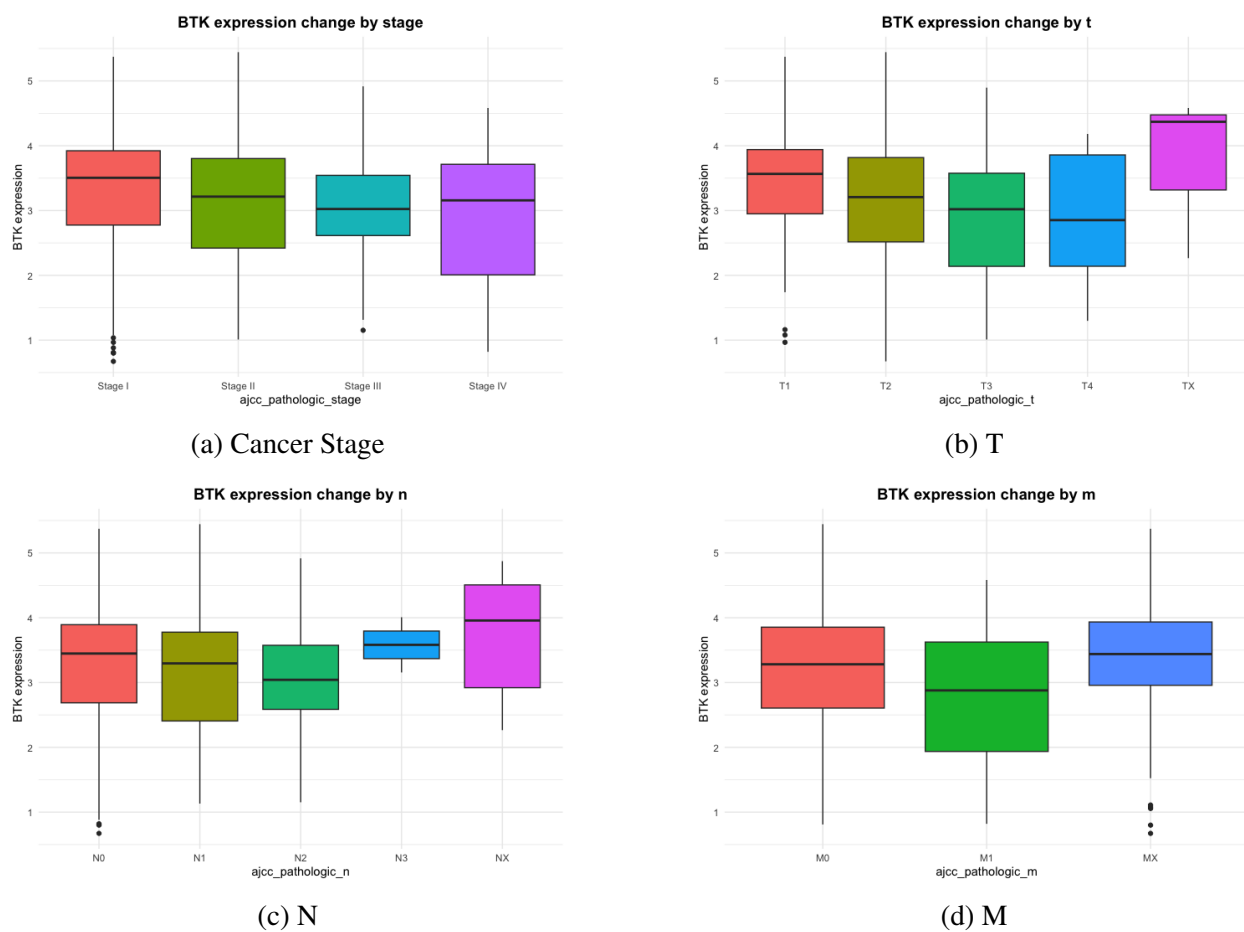 BTK expression change by stage
BTK expression
5
4
3
2
1
Stage I Stage II Stage III Stage IV
ajcc_pathologic_stage
(a) Cancer Stage
BTK expression change by t
BTK expression
5
4
3
2
1
T1 T2 T3 T4 TX
ajcc_pathologic_t
(b) T
BTK expression change by n
BTK expression
5
4
3
2
1
N0 N1 N2 N3 NX
ajcc_pathologic_n
(c) N
BTK expression change by m
BTK expression
5
4
3
2
1
M0 M1 MX
ajcc_pathologic_m
(d) M